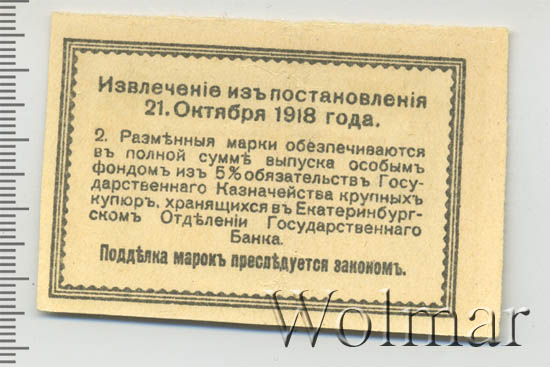 Извлеченіе изъ постановленія
21. Октября 1918 года.
2. Размѣнныя марки обезпечиваются
въ полной суммѣ выпуска особымъ
фондомъ изъ 5% обязательствъ Госу-
дарственнаго Казначейства крупныхъ
купюръ, хранящихся въ Екатеринбург-
скомъ Отдѣленіи Государственнаго
Банка.
Поддѣлка марокъ преслѣдуется закономъ.
Wolmar